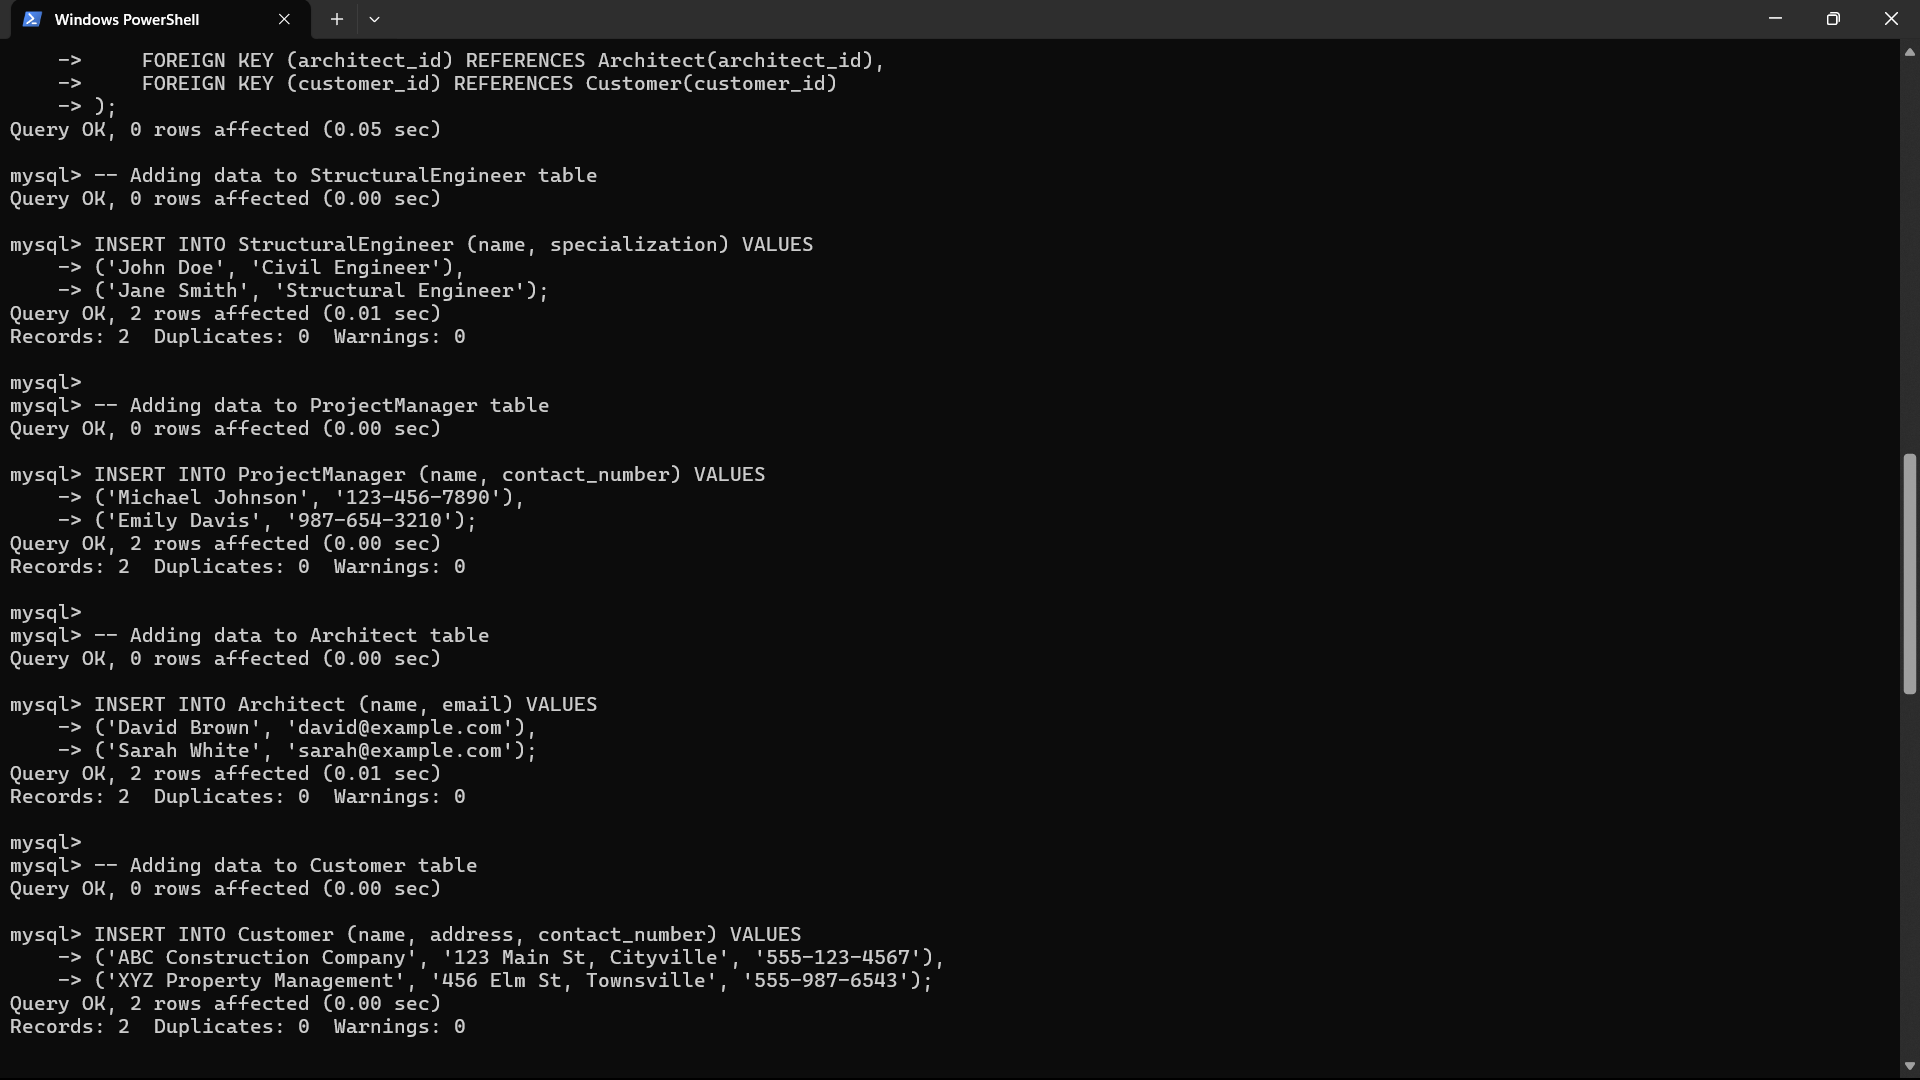 Windows PowerShell
    ->     FOREIGN KEY (architect_id) REFERENCES Architect(architect_id),
    ->     FOREIGN KEY (customer_id) REFERENCES Customer(customer_id)
    -> );
Query OK, 0 rows affected (0.05 sec)

mysql> -- Adding data to StructuralEngineer table
Query OK, 0 rows affected (0.00 sec)

mysql> INSERT INTO StructuralEngineer (name, specialization) VALUES
    -> ('John Doe', 'Civil Engineer'),
    -> ('Jane Smith', 'Structural Engineer');
Query OK, 2 rows affected (0.01 sec)
Records: 2  Duplicates: 0  Warnings: 0

mysql>
mysql> -- Adding data to ProjectManager table
Query OK, 0 rows affected (0.00 sec)

mysql> INSERT INTO ProjectManager (name, contact_number) VALUES
    -> ('Michael Johnson', '123-456-7890'),
    -> ('Emily Davis', '987-654-3210');
Query OK, 2 rows affected (0.00 sec)
Records: 2  Duplicates: 0  Warnings: 0

mysql>
mysql> -- Adding data to Architect table
Query OK, 0 rows affected (0.00 sec)

mysql> INSERT INTO Architect (name, email) VALUES
    -> ('David Brown', 'david@example.com'),
    -> ('Sarah White', 'sarah@example.com');
Query OK, 2 rows affected (0.01 sec)
Records: 2  Duplicates: 0  Warnings: 0

mysql>
mysql> -- Adding data to Customer table
Query OK, 0 rows affected (0.00 sec)

mysql> INSERT INTO Customer (name, address, contact_number) VALUES
    -> ('ABC Construction Company', '123 Main St, Cityville', '555-123-4567'),
    -> ('XYZ Property Management', '456 Elm St, Townsville', '555-987-6543');
Query OK, 2 rows affected (0.00 sec)
Records: 2  Duplicates: 0  Warnings: 0